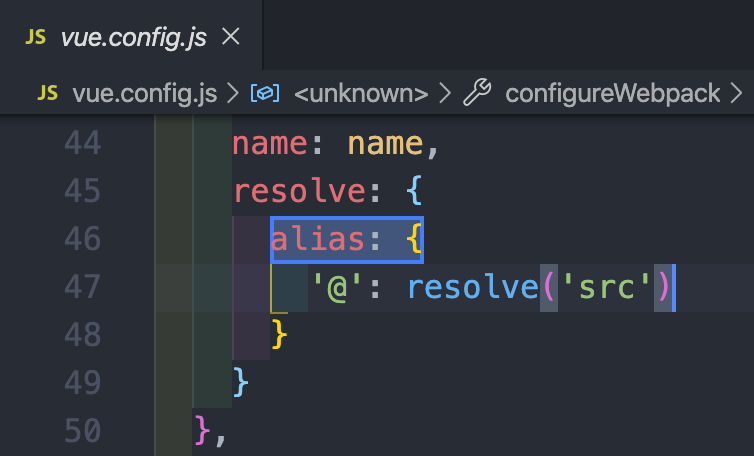 JS vue.config.js ×
JS vue.config.js > <unknown> > configureWebpack >
44 name: name,
45 resolve: {
46 alias: {
47 '@': resolve('src')
48 }
49 }
50 },